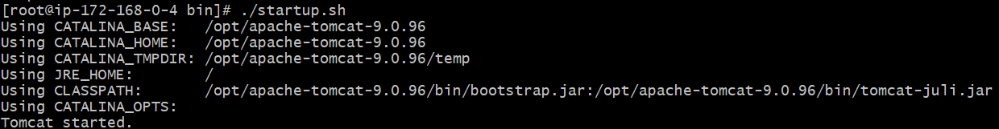 [root@ip-172-168-0-4 bin]# ./startup.sh
Using CATALINA_BASE:   /opt/apache-tomcat-9.0.96
Using CATALINA_HOME:   /opt/apache-tomcat-9.0.96
Using CATALINA_TMPDIR: /opt/apache-tomcat-9.0.96/temp
Using JRE_HOME:        /
Using CLASSPATH:       /opt/apache-tomcat-9.0.96/bin/bootstrap.jar:/opt/apache-tomcat-9.0.96/bin/tomcat-juli.jar
Using CATALINA_OPTS:
Tomcat started.